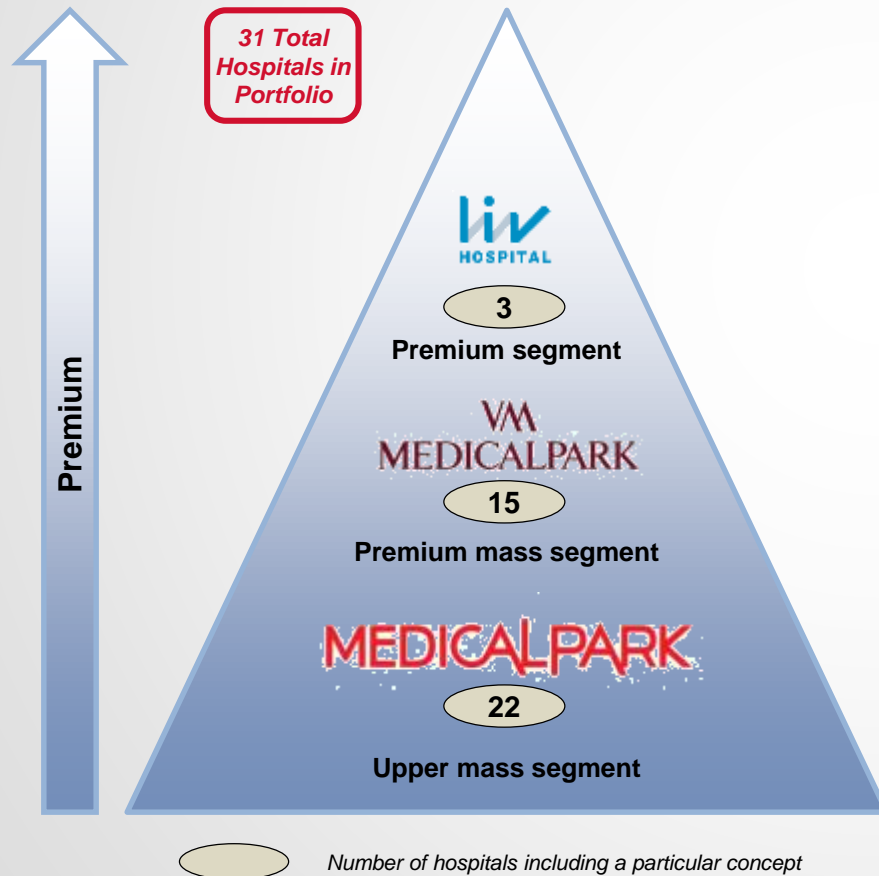 31 Total
Hospitals in
Portfolio
Premium
liv
HOSPITAL
3
Premium segment
VM
MEDICALPARK
15
Premium mass segment
MEDICALPARK
22
Upper mass segment
Number of hospitals including a particular concept